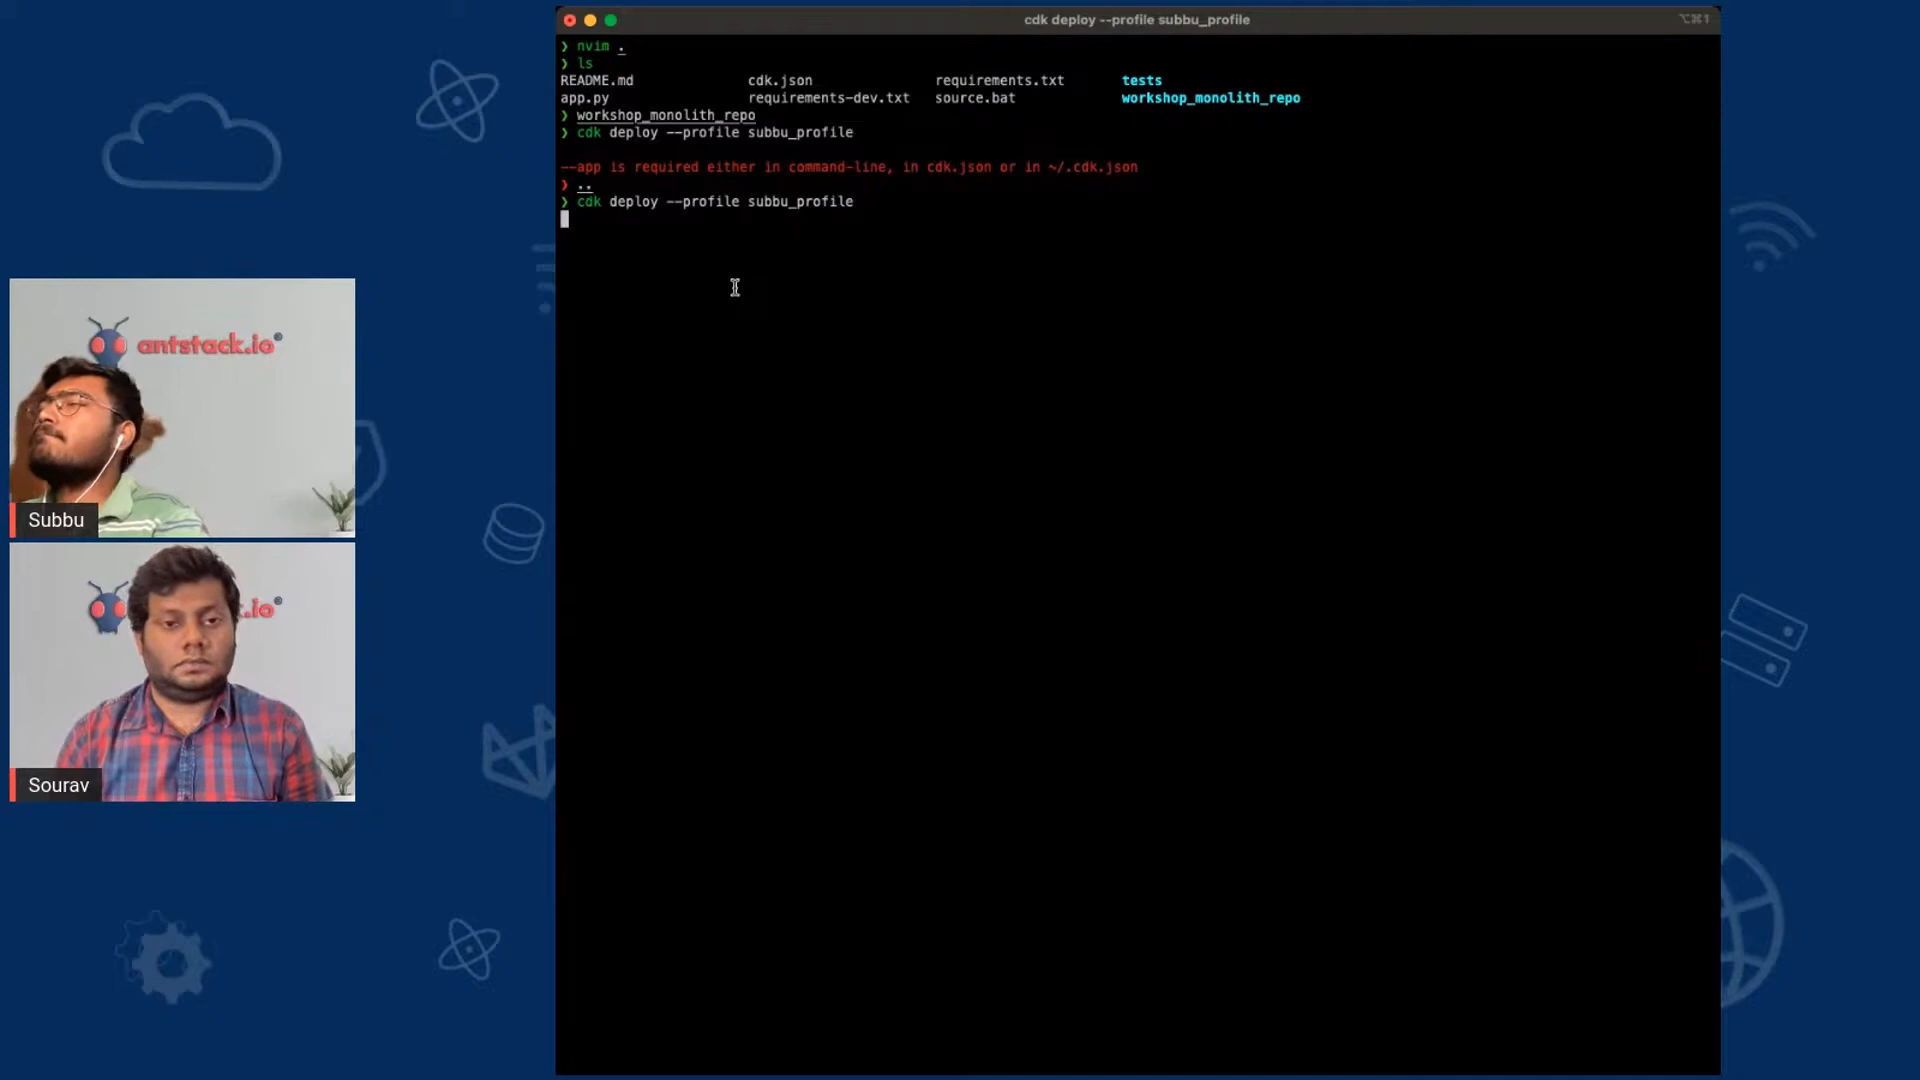 cdk deploy --profile subbu_profile
⌥⌘1
❯ nvim .
❯ ls
README.md cdk.json requirements.txt tests
app.py requirements-dev.txt source.bat workshop_monolith_repo
❯ workshop_monolith_repo
❯ cdk deploy --profile subbu_profile
--app is required either in command-line, in cdk.json or in ~/.cdk.json
❯ ..
❯ cdk deploy --profile subbu_profile
antstack.io
Subbu
.io
Sourav